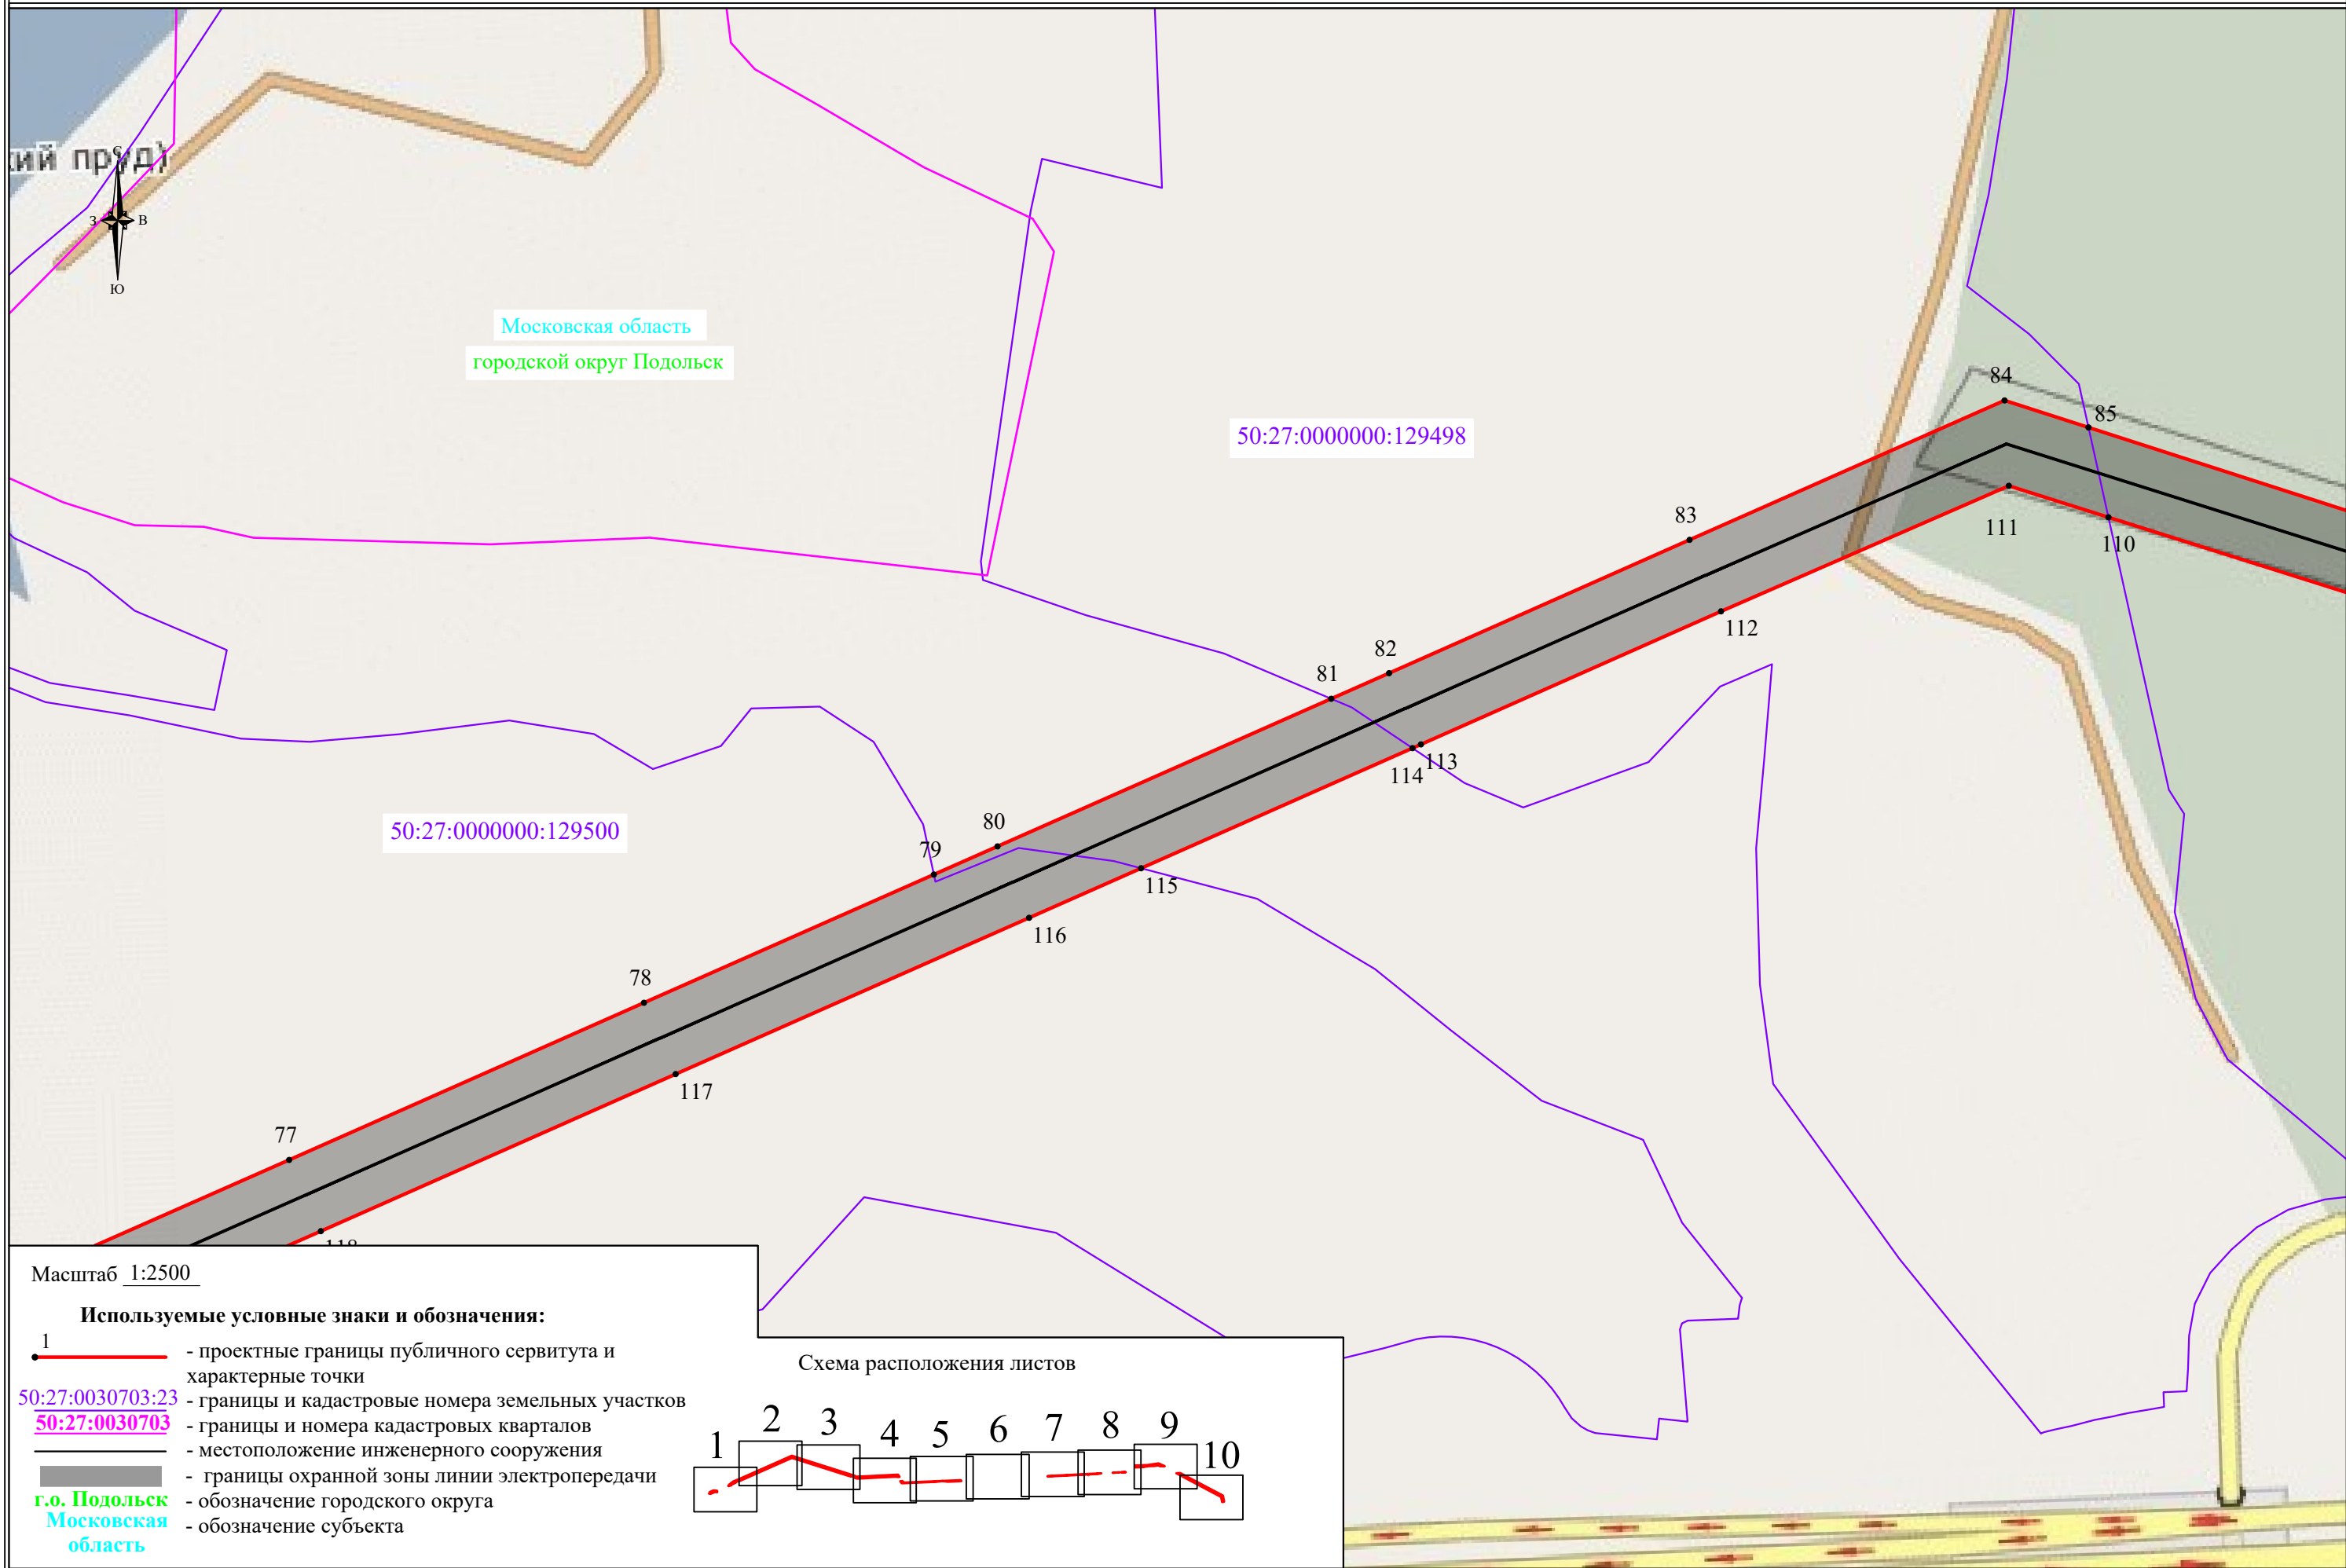 кий пруд)
С
З
В
Ю
Московская область
городской округ Подольск
50:27:0000000:129498
84
85
83
111
110
112
82
81
113
114
50:27:0000000:129500
80
79
115
116
78
117
77
118
Масштаб 1:2500
Используемые условные знаки и обозначения:
1
- проектные границы публичного сервитута и
характерные точки
50:27:0030703:23 - границы и кадастровые номера земельных участков
50:27:0030703 - границы и номера кадастровых кварталов
- местоположение инженерного сооружения
- границы охранной зоны линии электропередачи
г.о. Подольск - обозначение городского округа
Московская
область
- обозначение субъекта
Схема расположения листов
1 2 3 4 5 6 7 8 9 10